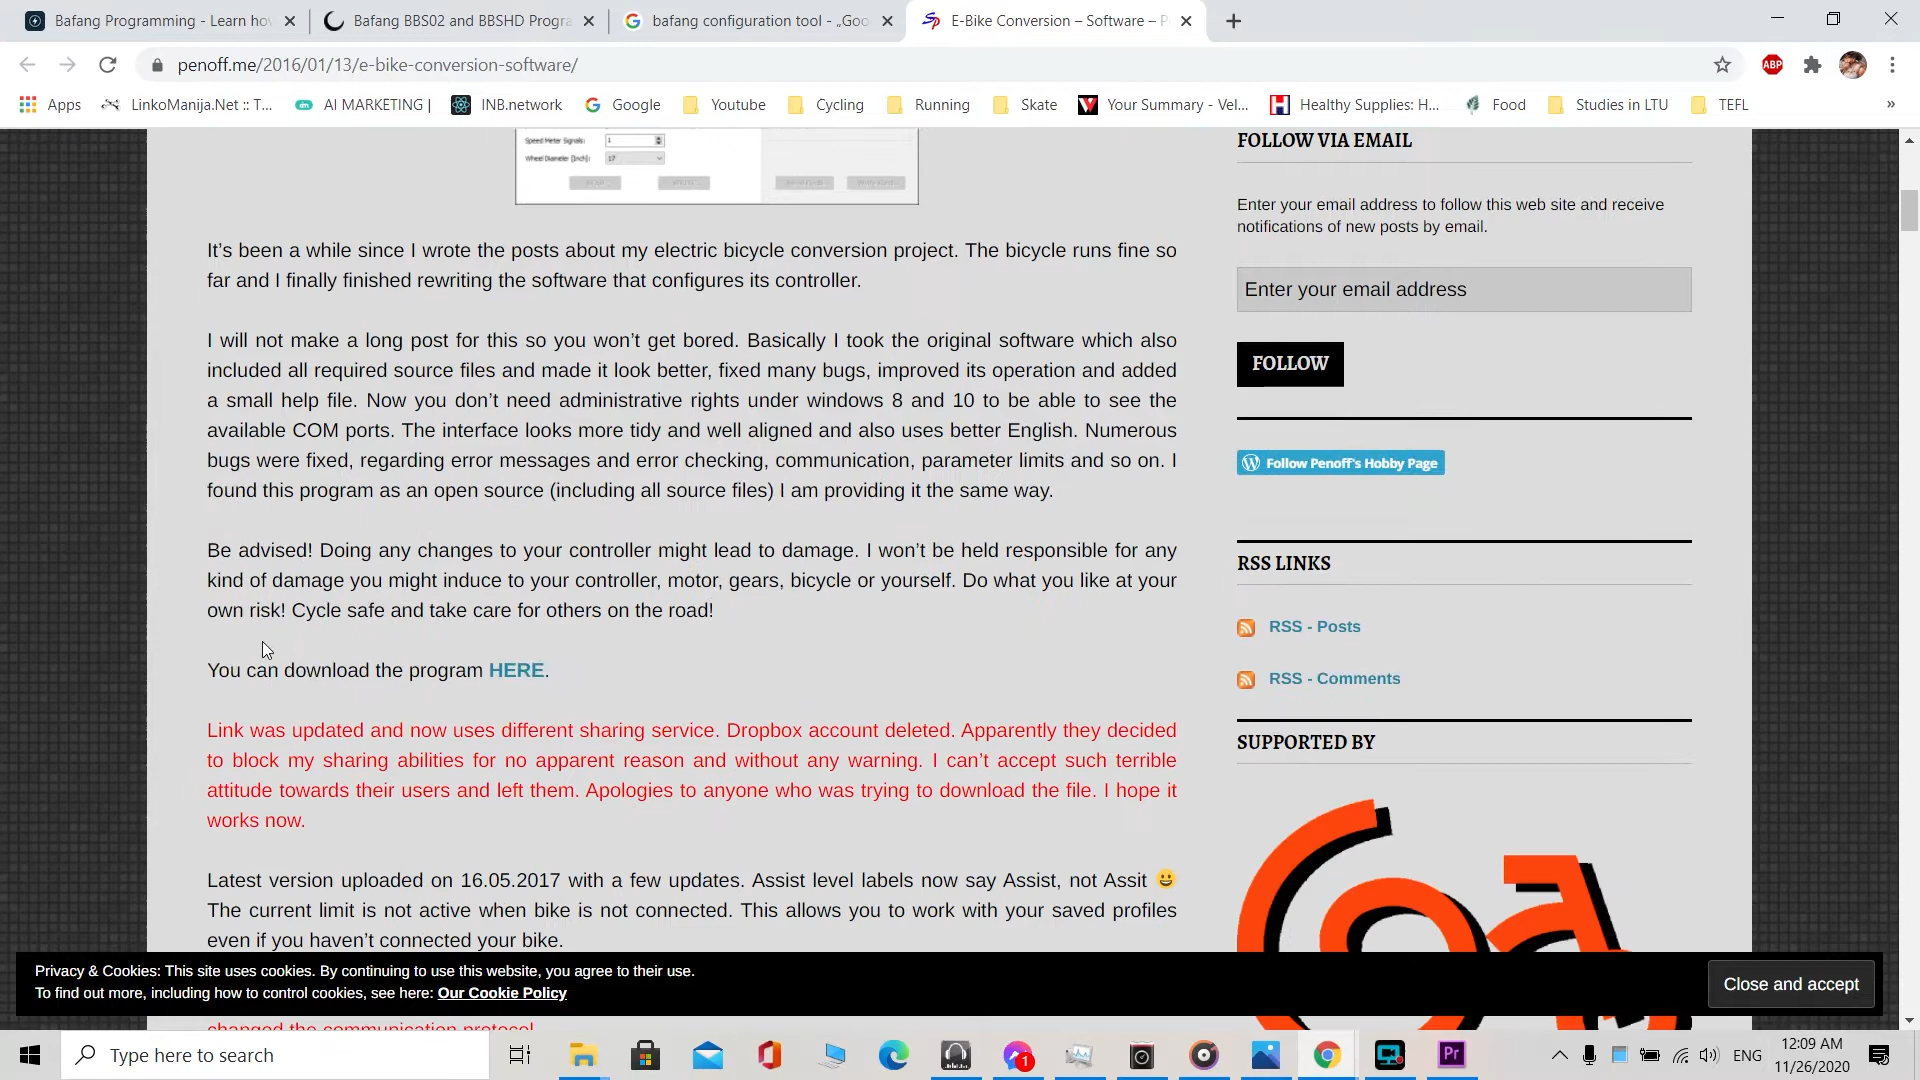 Bafang Programming - Learn ho
Bafang BBS02 and BBSHD Progr
bafang configuration tool - „Goo
E-Bike Conversion – Software – P
penoff.me/2016/01/13/e-bike-conversion-software/
ABP
Apps
LinkoManija.Net :: T...
AI MARKETING |
INB.network
Google
Youtube
Cycling
Running
Skate
Your Summary - Vel...
Healthy Supplies: H...
Food
Studies in LTU
TEFL
»
Speed Meter Signals:
1
Wheel Diameter (Inch):
17
It's been a while since I wrote the posts about my electric bicycle conversion project. The bicycle runs fine so
far and I finally finished rewriting the software that configures its controller.
I will not make a long post for this so you won't get bored. Basically I took the original software which also
included all required source files and made it look better, fixed many bugs, improved its operation and added
a small help file. Now you don't need administrative rights under windows 8 and 10 to be able to see the
available COM ports. The interface looks more tidy and well aligned and also uses better English. Numerous
bugs were fixed, regarding error messages and error checking, communication, parameter limits and so on. I
found this program as an open source (including all source files) I am providing it the same way.
Be advised! Doing any changes to your controller might lead to damage. I won't be held responsible for any
kind of damage you might induce to your controller, motor, gears, bicycle or yourself. Do what you like at your
own risk! Cycle safe and take care for others on the road!
You can download the program HERE.
Link was updated and now uses different sharing service. Dropbox account deleted. Apparently they decided
to block my sharing abilities for no apparent reason and without any warning. I can't accept such terrible
attitude towards their users and left them. Apologies to anyone who was trying to download the file. I hope it
works now.
Latest version uploaded on 16.05.2017 with a few updates. Assist level labels now say Assist, not Assit 😀
The current limit is not active when bike is not connected. This allows you to work with your saved profiles
even if you haven't connected your bike.
changed the communication protocol
FOLLOW VIA EMAIL
Enter your email address to follow this web site and receive
notifications of new posts by email.
Enter your email address
FOLLOW
Follow Penoff's Hobby Page
RSS LINKS
RSS - Posts
RSS - Comments
SUPPORTED BY
Privacy & Cookies: This site uses cookies. By continuing to use this website, you agree to their use.
To find out more, including how to control cookies, see here: Our Cookie Policy
Close and accept
Type here to search
1
Pr
ENG
12:09 AM
11/26/2020